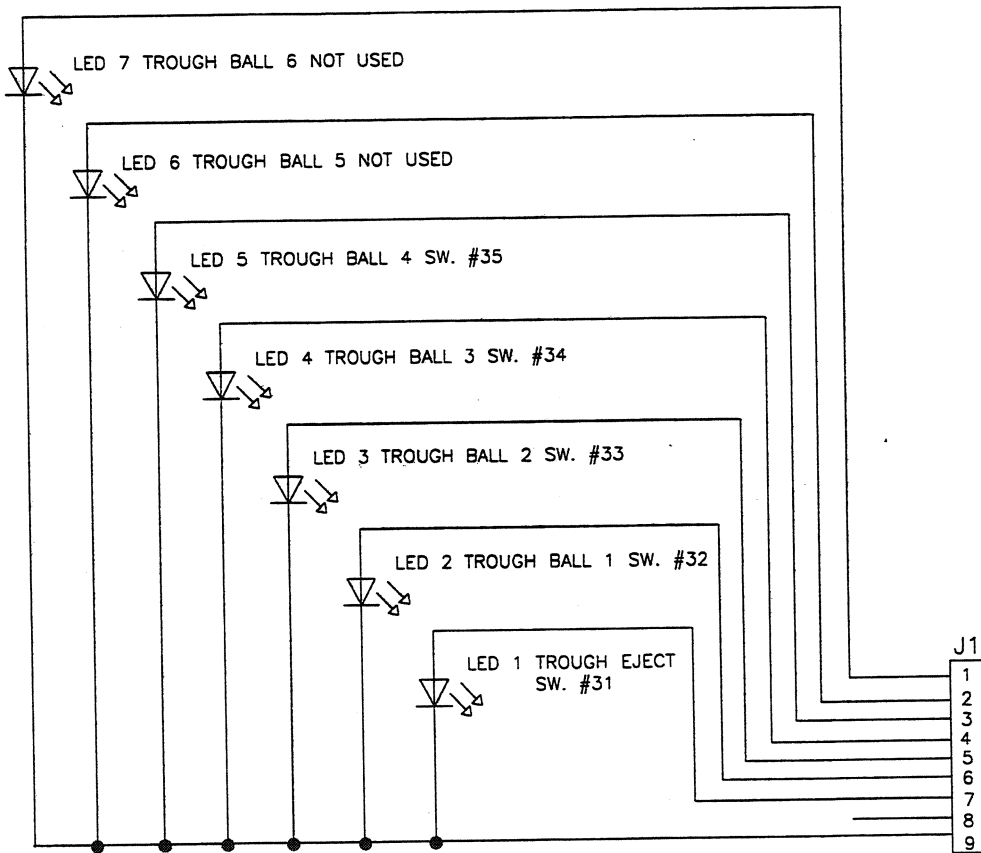 LED 7 TROUGH BALL 6 NOT USED
LED 6 TROUGH BALL 5 NOT USED
LED 5 TROUGH BALL 4 SW. #35
LED 4 TROUGH BALL 3 SW. #34
LED 3 TROUGH BALL 2 SW. #33
LED 2 TROUGH BALL 1 SW. #32
LED 1 TROUGH EJECT
SW. #31
J1
1
2
3
4
5
6
7
8
9